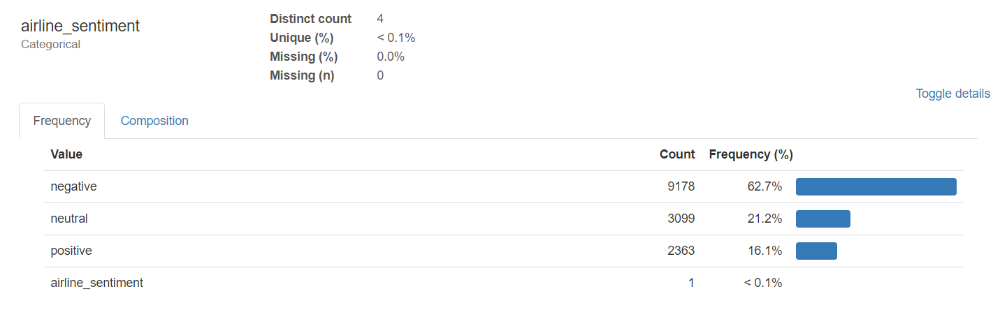 airline_sentiment
Categorical
Distinct count 4
Unique (%) < 0.1%
Missing (%) 0.0%
Missing (n) 0
Toggle details
Frequency Composition
Value Count Frequency (%)
negative 9178 62.7%
neutral 3099 21.2%
positive 2363 16.1%
airline_sentiment 1 < 0.1%